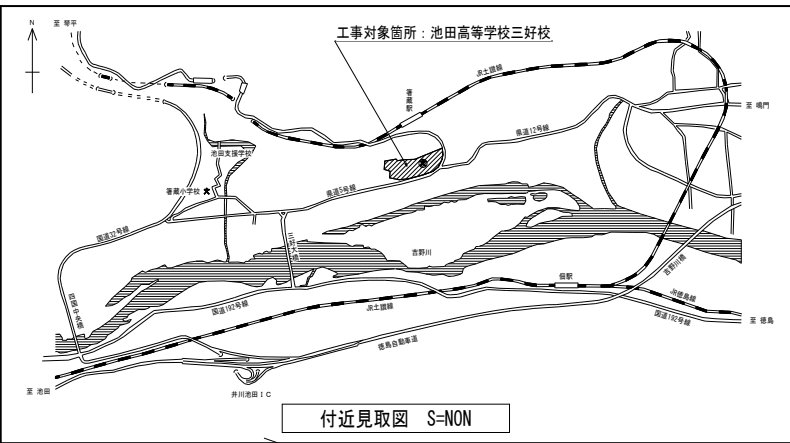 N
至 琴平
工事対象箇所：池田高等学校三好校
JR土讃線
箸蔵駅
至 鳴門
県道12号線
池田支援学校
箸蔵小学校
県道5号線
国道32号線
三好大橋
吉野川
吉野川橋
佃駅
四国中央橋
国道192号線
JR土讃線
JR徳島線
国道192号線
至 徳島
徳島自動車道
至 池田
井川池田ＩＣ
付近見取図 S=NON